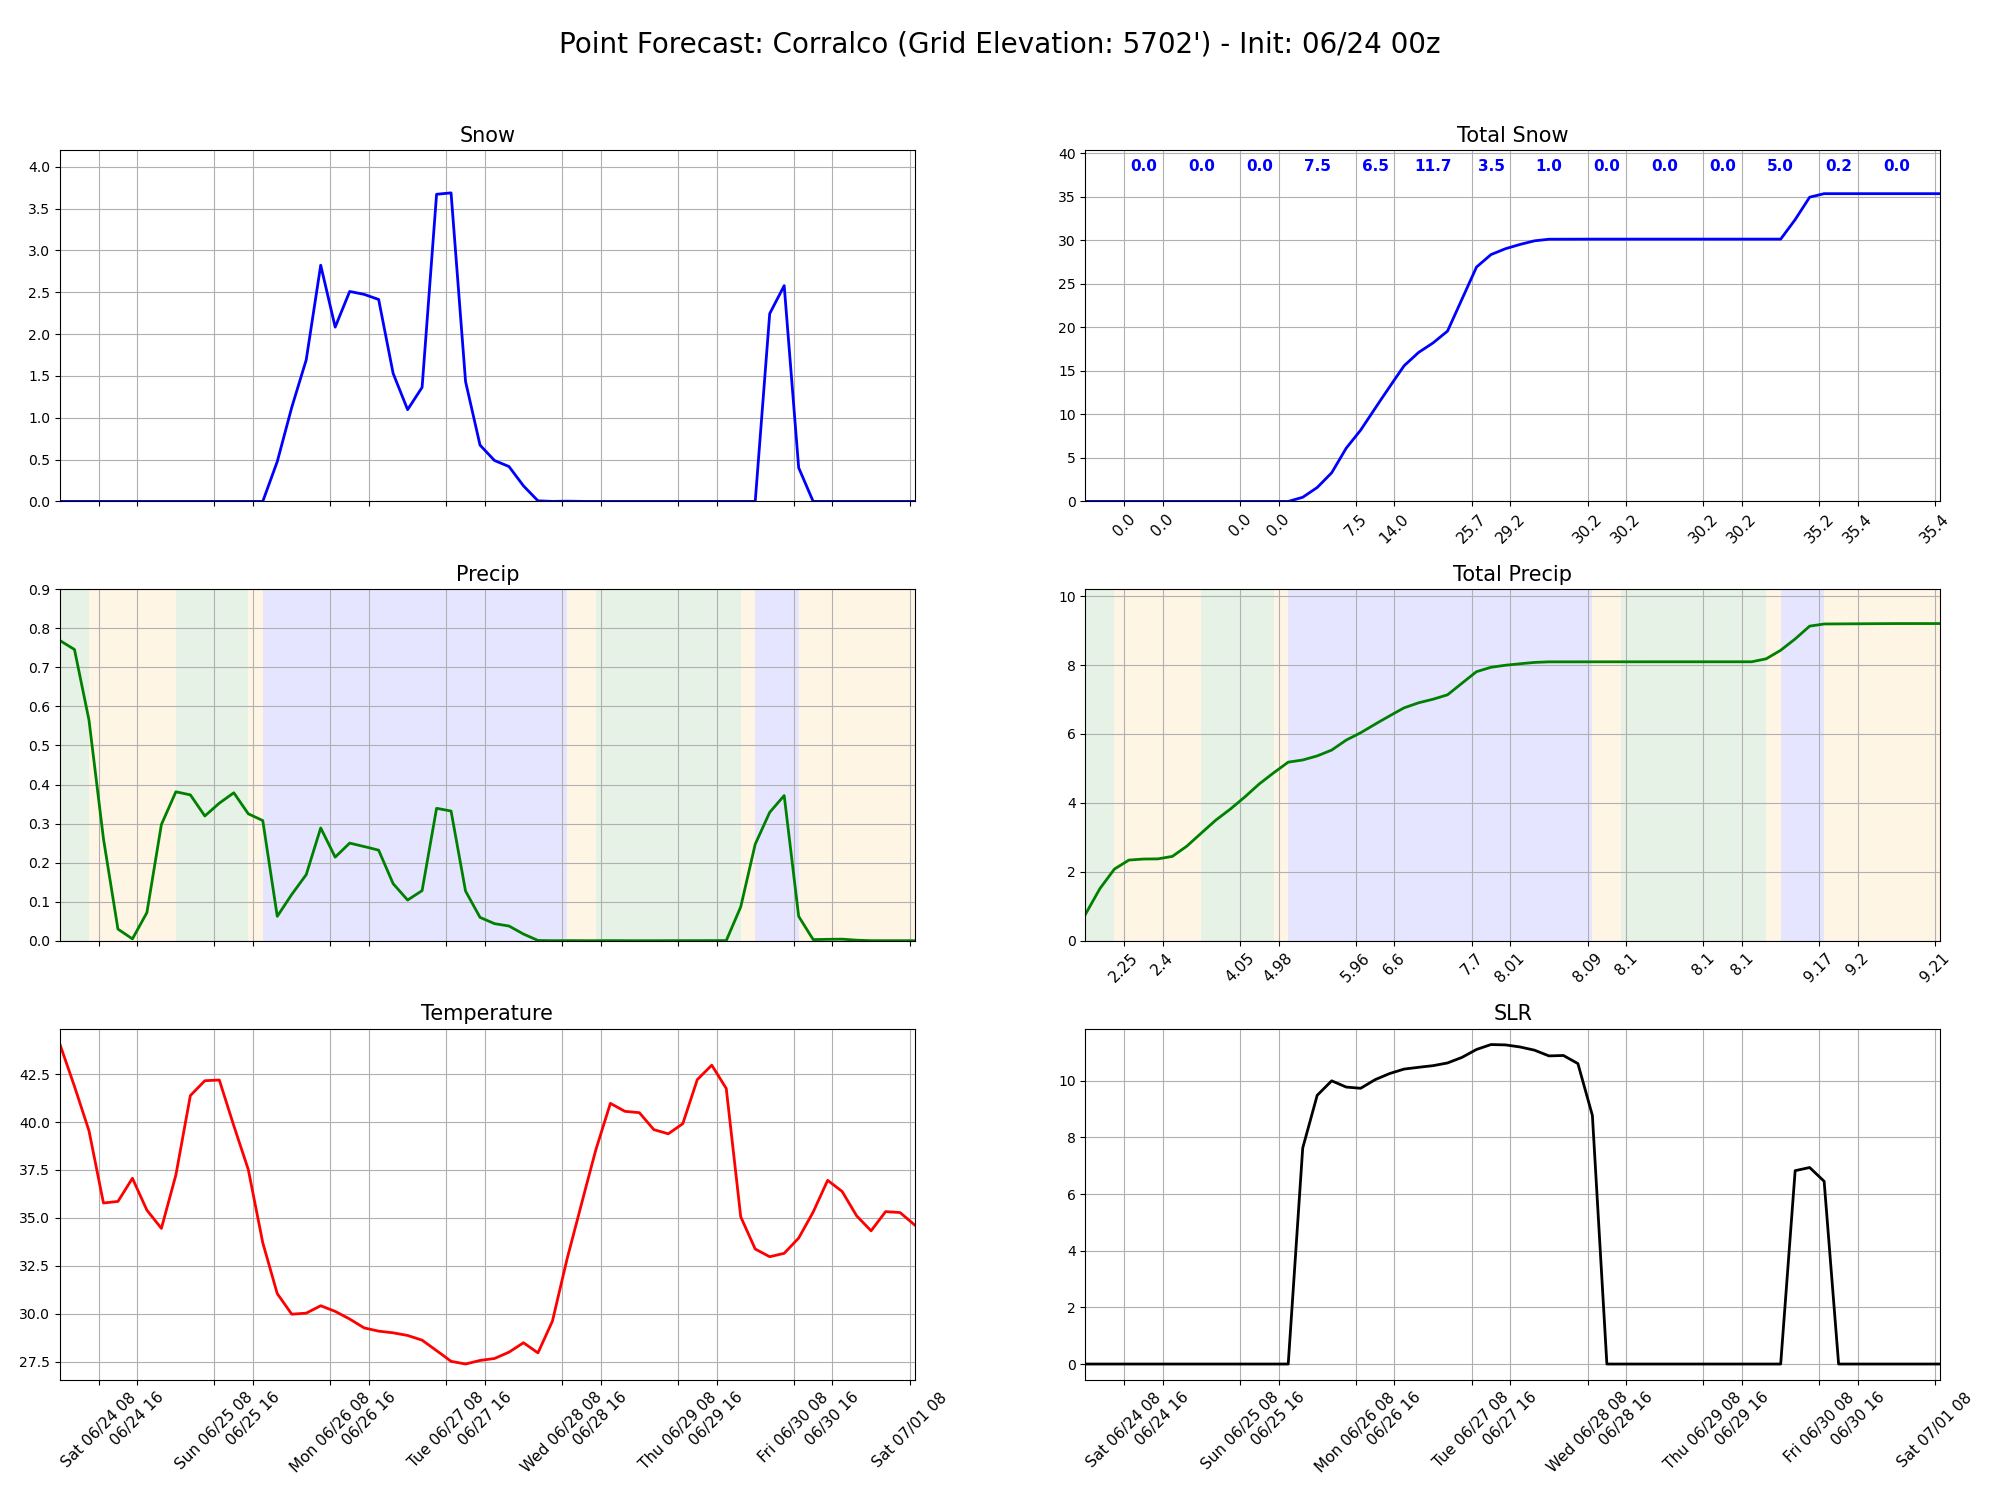 Point Forecast: Corralco (Grid Elevation: 5702') - Init: 06/24 00z
Snow
4.0
3.5
3.0
2.5
2.0
1.5
1.0
0.5
0.0
Total Snow
0.0 0.0 0.0 7.5 6.5 11.7 3.5 1.0 0.0 0.0 0.0 5.0 0.2 0.0
40
35
30
25
20
15
10
5
0
0.0 0.0 0.0 0.0 7.5 14.0 25.7 29.2 30.2 30.2 30.2 30.2 35.2 35.4 35.4
Precip
0.9
0.8
0.7
0.6
0.5
0.4
0.3
0.2
0.1
0.0
Total Precip
10
8
6
4
2
0
2.25 2.4 4.05 4.98 5.96 6.6 7.7 8.01 8.09 8.1 8.1 8.1 9.17 9.2 9.21
Temperature
42.5
40.0
37.5
35.0
32.5
30.0
27.5
Sat 06/24 08
06/24 16
Sun 06/25 08
06/25 16
Mon 06/26 08
06/26 16
Tue 06/27 08
06/27 16
Wed 06/28 08
06/28 16
Thu 06/29 08
06/29 16
Fri 06/30 08
06/30 16
Sat 07/01 08
SLR
10
8
6
4
2
0
Sat 06/24 08
06/24 16
Sun 06/25 08
06/25 16
Mon 06/26 08
06/26 16
Tue 06/27 08
06/27 16
Wed 06/28 08
06/28 16
Thu 06/29 08
06/29 16
Fri 06/30 08
06/30 16
Sat 07/01 08